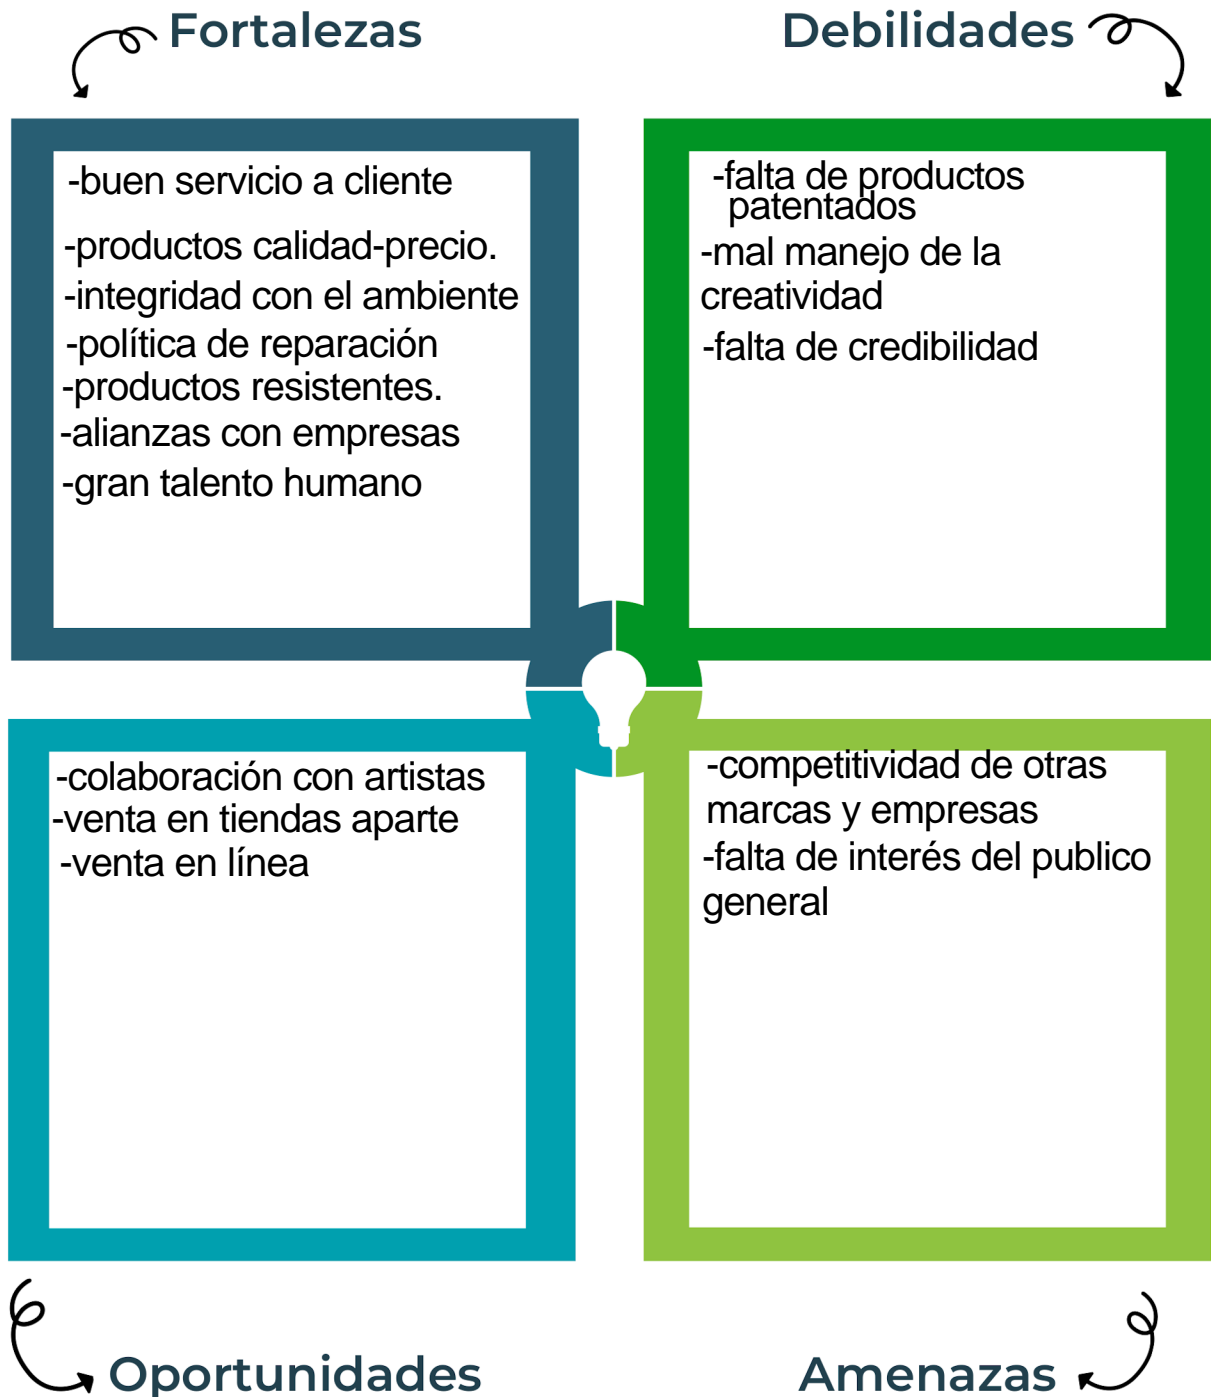 Fortalezas
-buen servicio a cliente
-productos calidad-precio.
-integridad con el ambiente
-política de reparación
-productos resistentes.
-alianzas con empresas
-gran talento humano
Debilidades
-falta de productos
patentados
-mal manejo de la
creatividad
-falta de credibilidad
-colaboración con artistas
-venta en tiendas aparte
-venta en línea
Oportunidades
-competitividad de otras
marcas y empresas
-falta de interés del publico
general
Amenazas